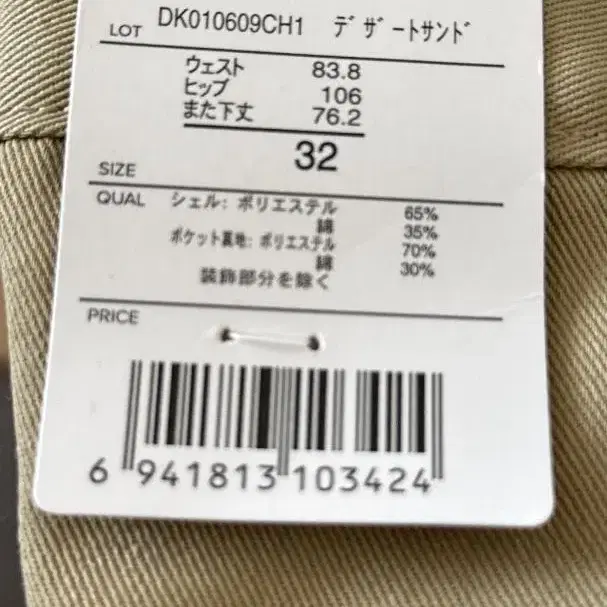 LOT DK010609CH1 デザートサンド
ウェスト 83.8
ヒップ 106
また下丈 76.2
SIZE 32
QUAL シェル: ポリエステル 65%
綿 35%
ポケット裏地: ポリエステル 70%
綿 30%
装飾部分を除く
PRICE
6 941813 103424